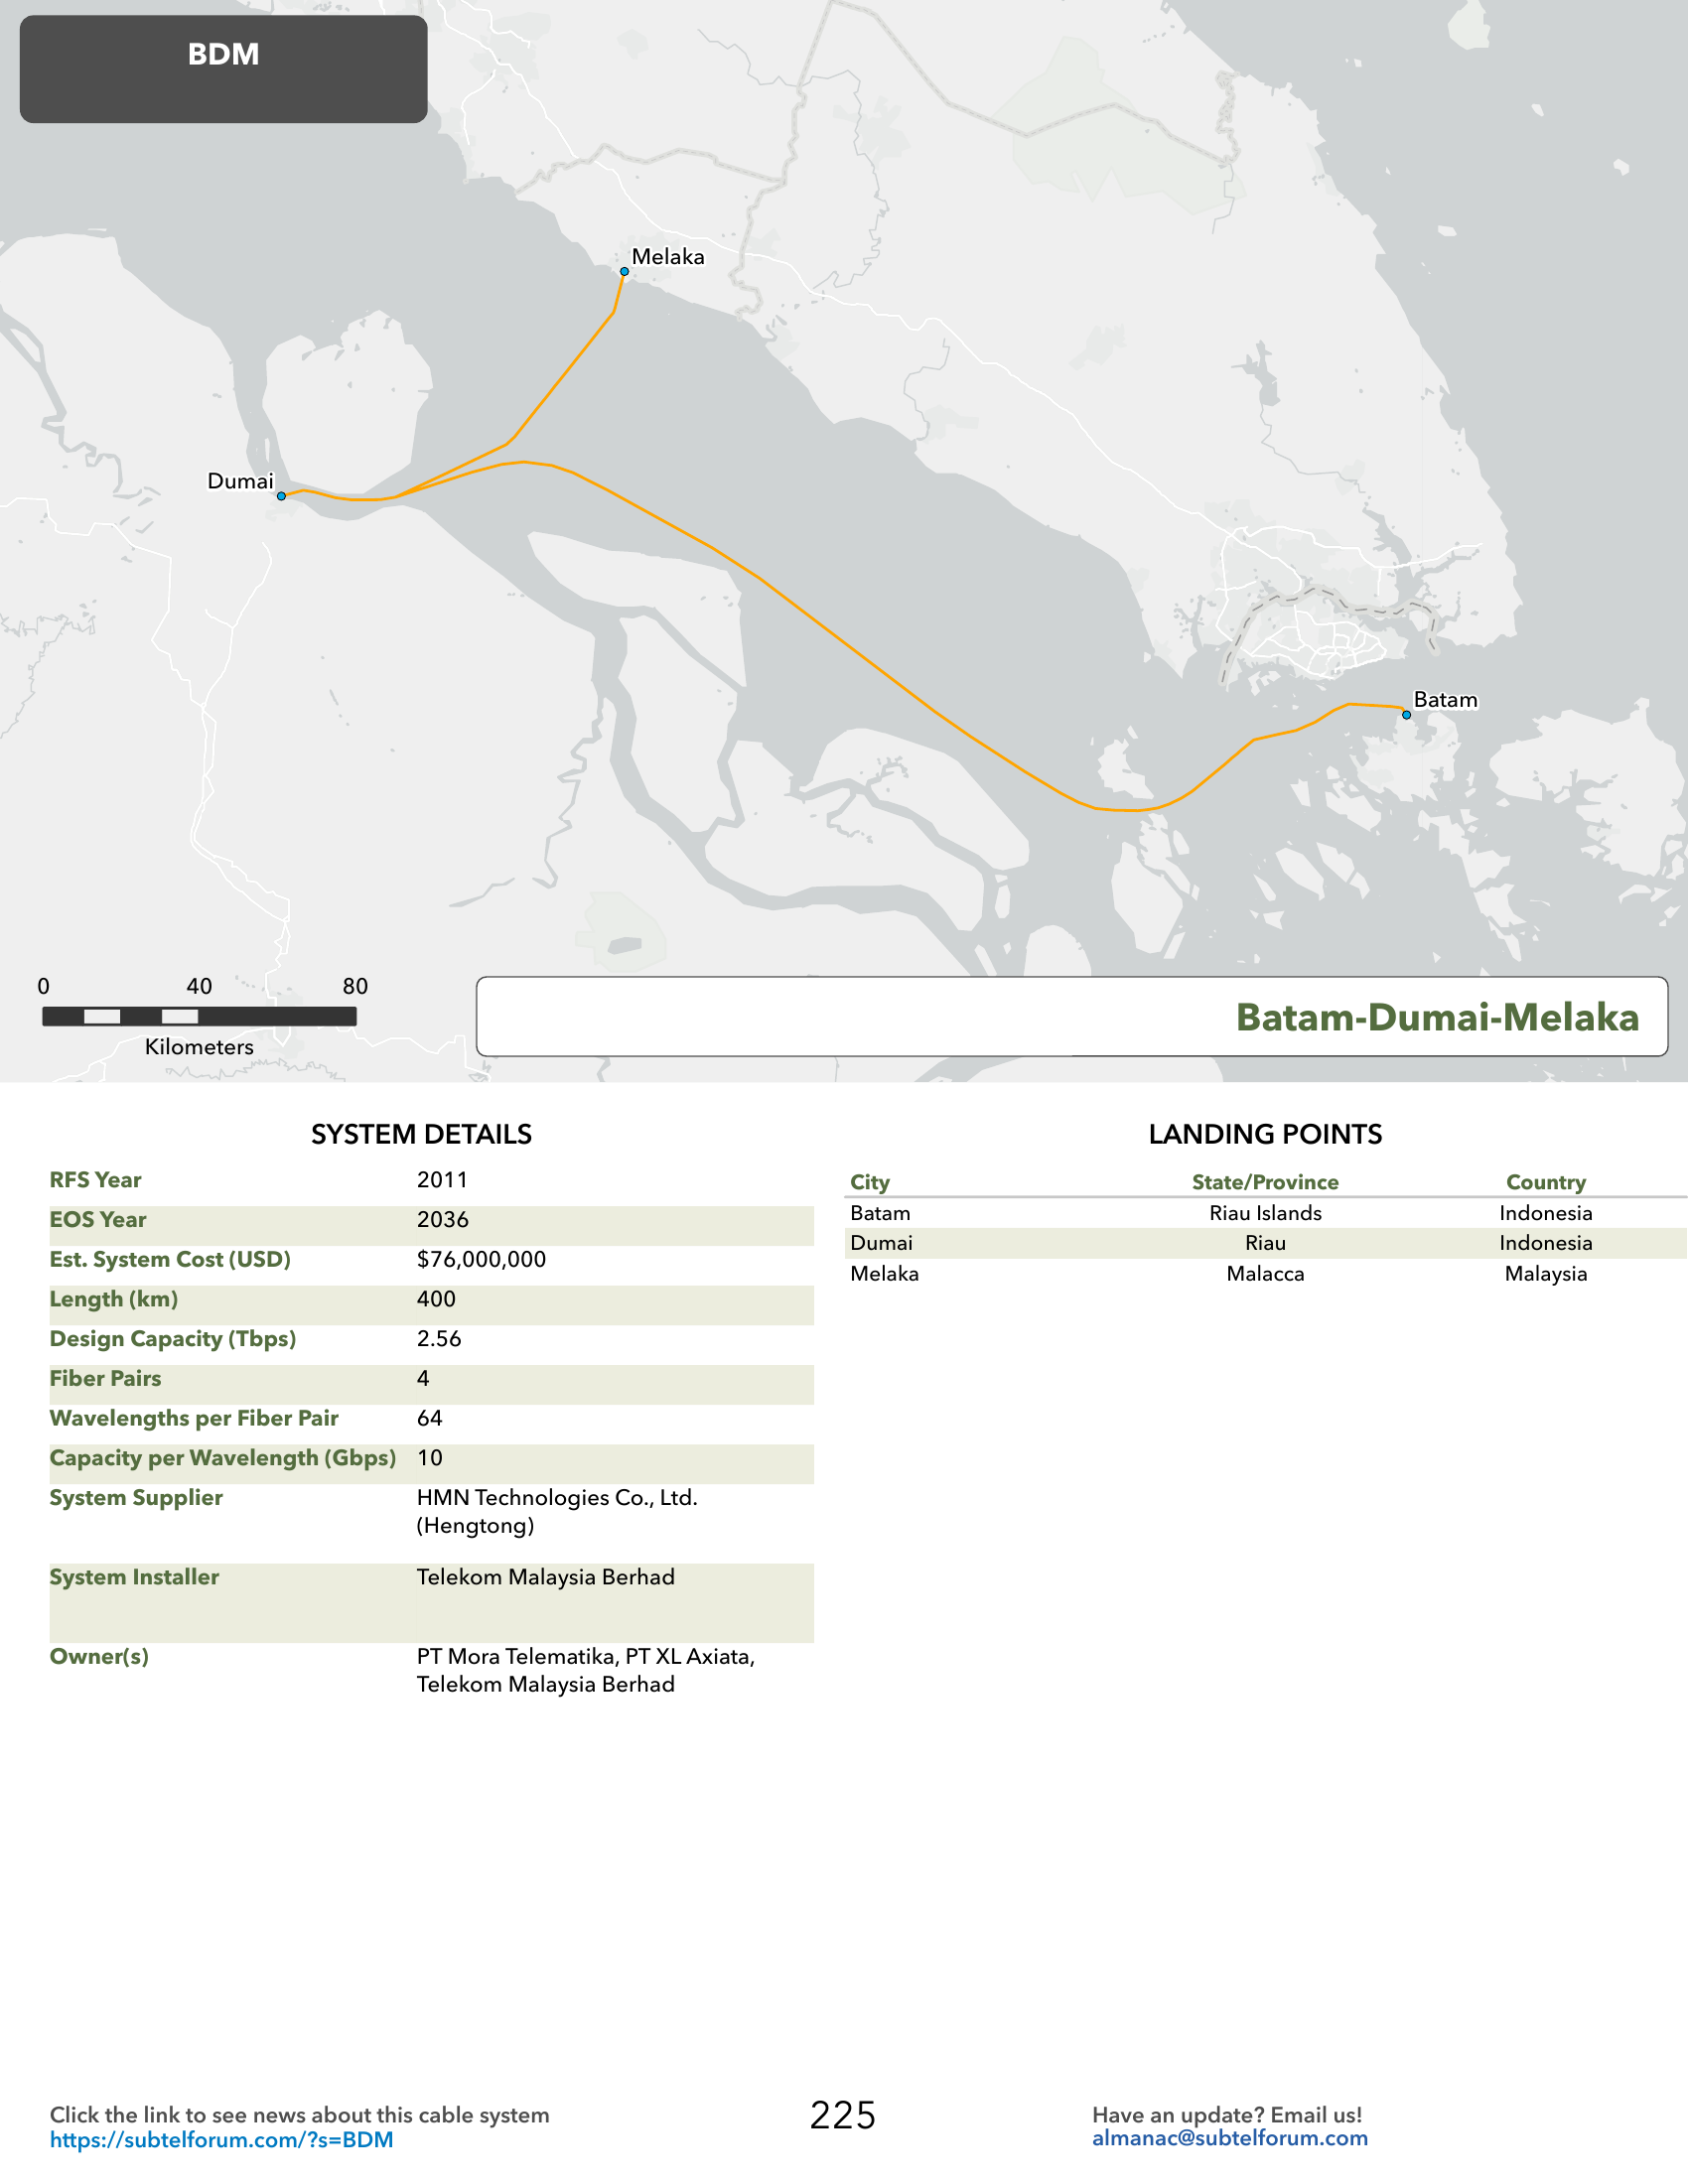 BDM
Melaka
Dumai
Batam
0 40 80
Kilometers
Batam-Dumai-Melaka
SYSTEM DETAILS
RFS Year 2011
EOS Year 2036
Est. System Cost (USD) $76,000,000
Length (km) 400
Design Capacity (Tbps) 2.56
Fiber Pairs 4
Wavelengths per Fiber Pair 64
Capacity per Wavelength (Gbps) 10
System Supplier HMN Technologies Co., Ltd.
(Hengtong)
System Installer Telekom Malaysia Berhad
Owner(s) PT Mora Telematika, PT XL Axiata,
Telekom Malaysia Berhad
LANDING POINTS
City State/Province Country
Batam Riau Islands Indonesia
Dumai Riau Indonesia
Melaka Malacca Malaysia
Click the link to see news about this cable system
https://subtelforum.com/?s=BDM
225
Have an update? Email us!
almanac@subtelforum.com